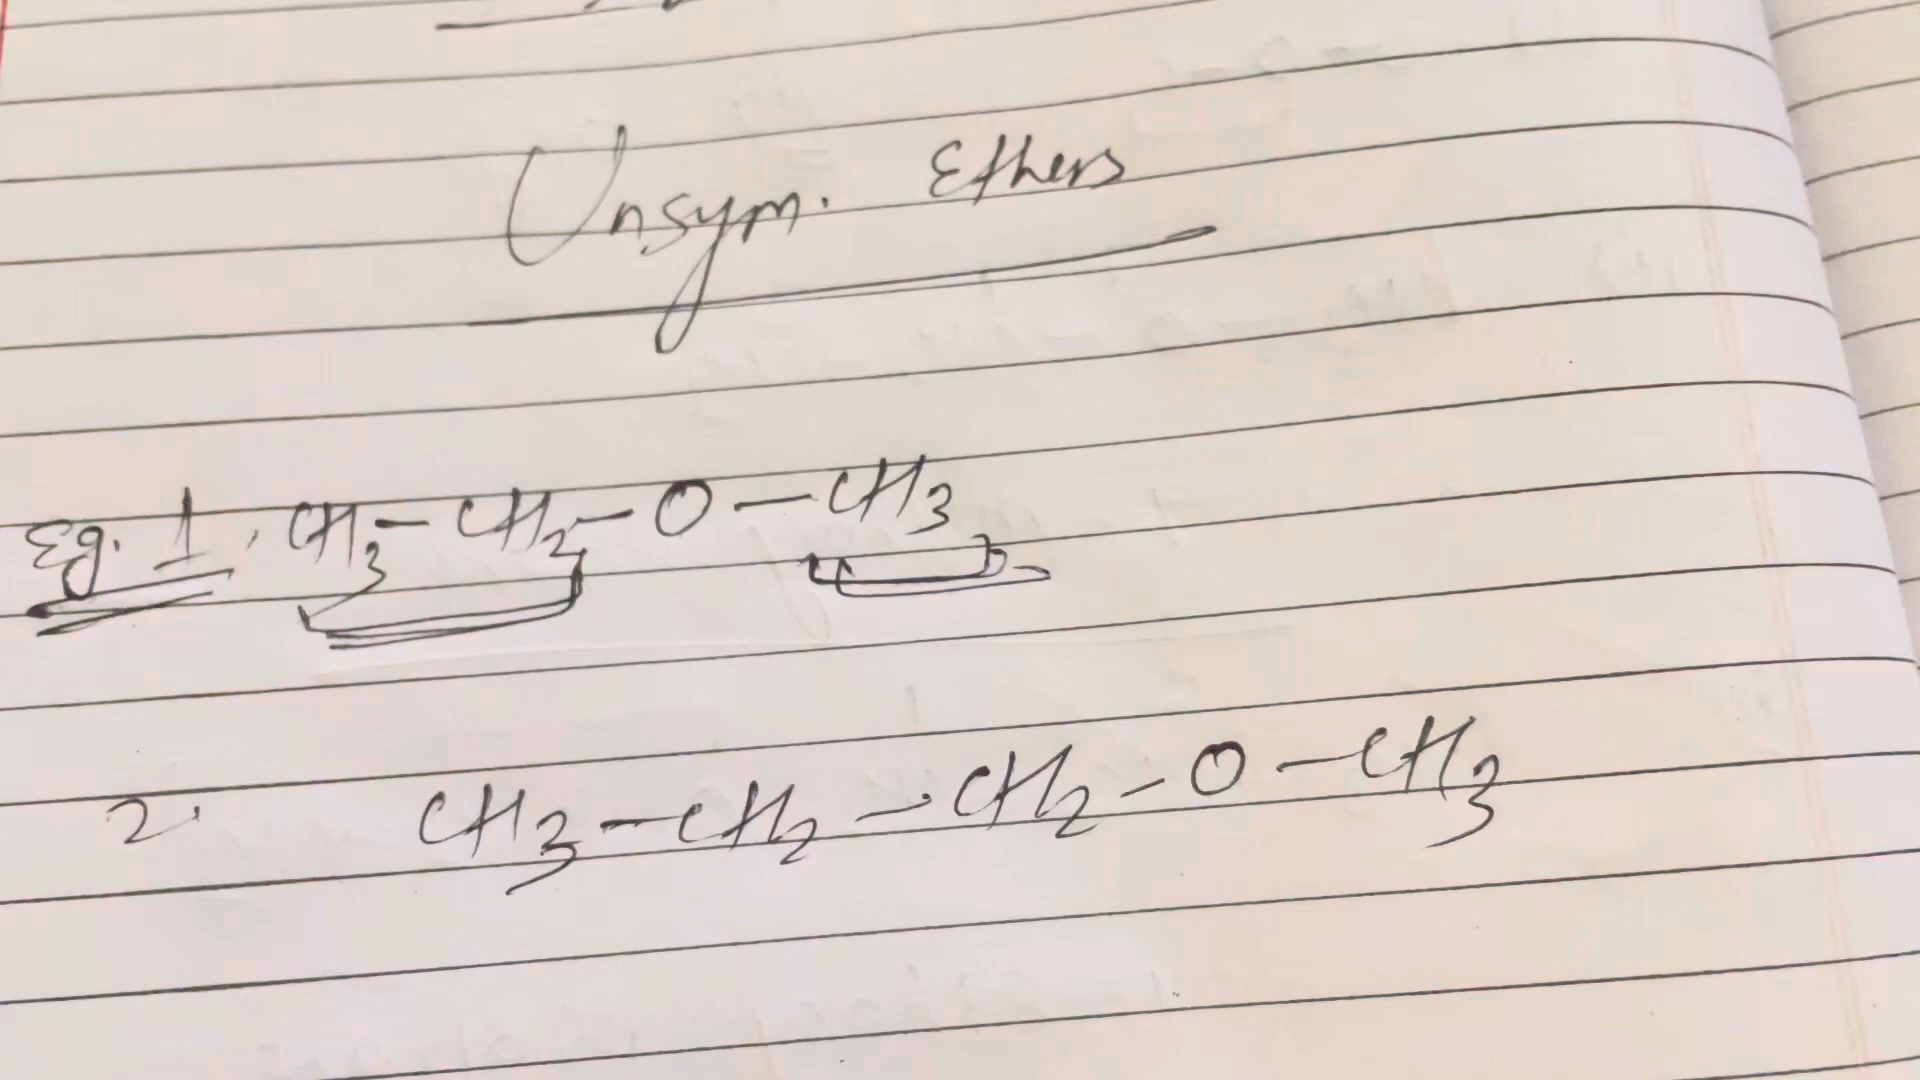 Unsym. Ethers
Eg. 1. CH3-CH2-O-CH3
2. CH3-CH2-CH2-O-CH3